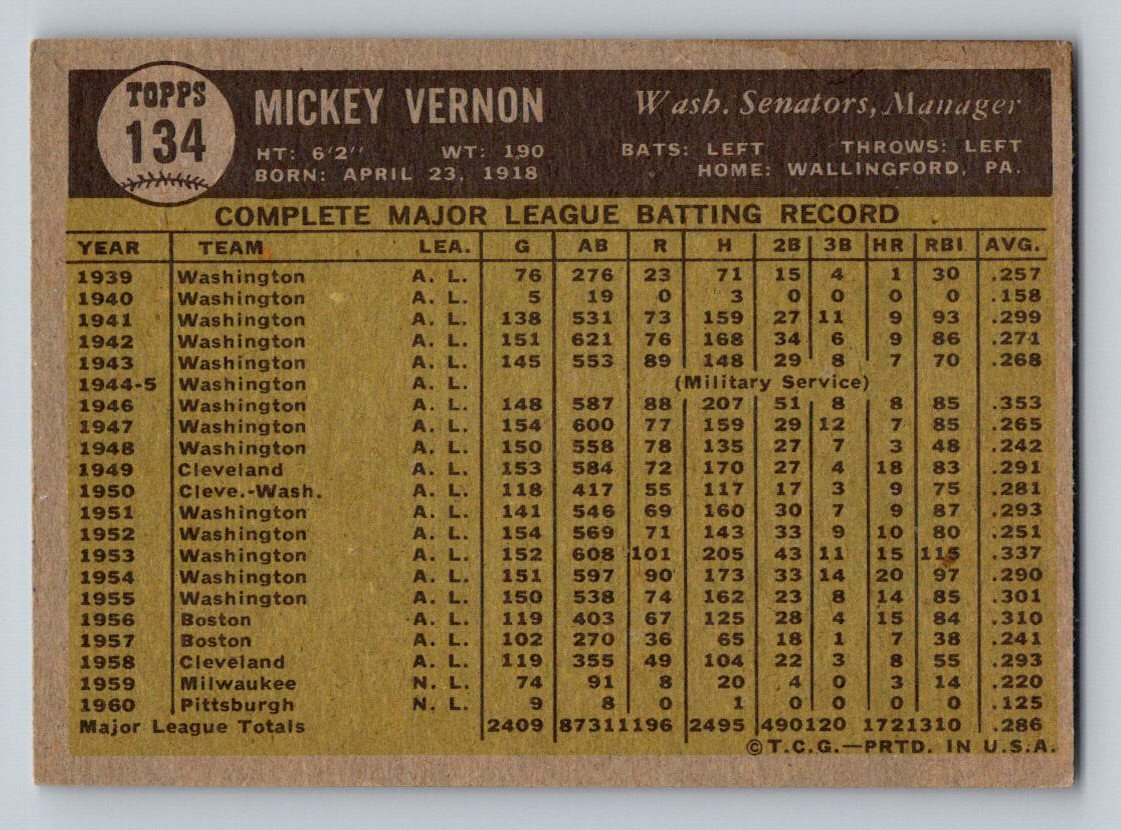 TOPPS
134
MICKEY VERNON
Wash. Senators, Manager
HT: 6'2" WT: 190 BATS: LEFT THROWS: LEFT
BORN: APRIL 23, 1918 HOME: WALLINGFORD, PA.
COMPLETE MAJOR LEAGUE BATTING RECORD
YEAR TEAM LEA. G AB R H 2B 3B HR RBI AVG.
1939 Washington A. L. 76 276 23 71 15 4 1 30 .257
1940 Washington A. L. 5 19 0 3 0 0 0 0 .158
1941 Washington A. L. 138 531 73 159 27 11 9 93 .299
1942 Washington A. L. 151 621 76 168 34 6 9 86 .271
1943 Washington A. L. 145 553 89 148 29 8 7 70 .268
1944-5 Washington A. L. (Military Service)
1946 Washington A. L. 148 587 88 207 51 8 8 85 .353
1947 Washington A. L. 154 600 77 159 29 12 7 85 .265
1948 Washington A. L. 150 558 78 135 27 7 3 48 .242
1949 Cleveland A. L. 153 584 72 170 27 4 18 83 .291
1950 Cleve.-Wash. A. L. 118 417 55 117 17 3 9 75 .281
1951 Washington A. L. 141 546 69 160 30 7 9 87 .293
1952 Washington A. L. 154 569 71 143 33 9 10 80 .251
1953 Washington A. L. 152 608 101 205 43 11 15 115 .337
1954 Washington A. L. 151 597 90 173 33 14 20 97 .290
1955 Washington A. L. 150 538 74 162 23 8 14 85 .301
1956 Boston A. L. 119 403 67 125 28 4 15 84 .310
1957 Boston A. L. 102 270 36 65 18 1 7 38 .241
1958 Cleveland A. L. 119 355 49 104 22 3 8 55 .293
1959 Milwaukee N. L. 74 91 8 20 4 0 3 14 .220
1960 Pittsburgh N. L. 9 8 0 1 0 0 0 0 .125
Major League Totals 2409 8731 1196 2495 490 120 172 1310 .286
©T.C.G.—PRTD. IN U.S.A.